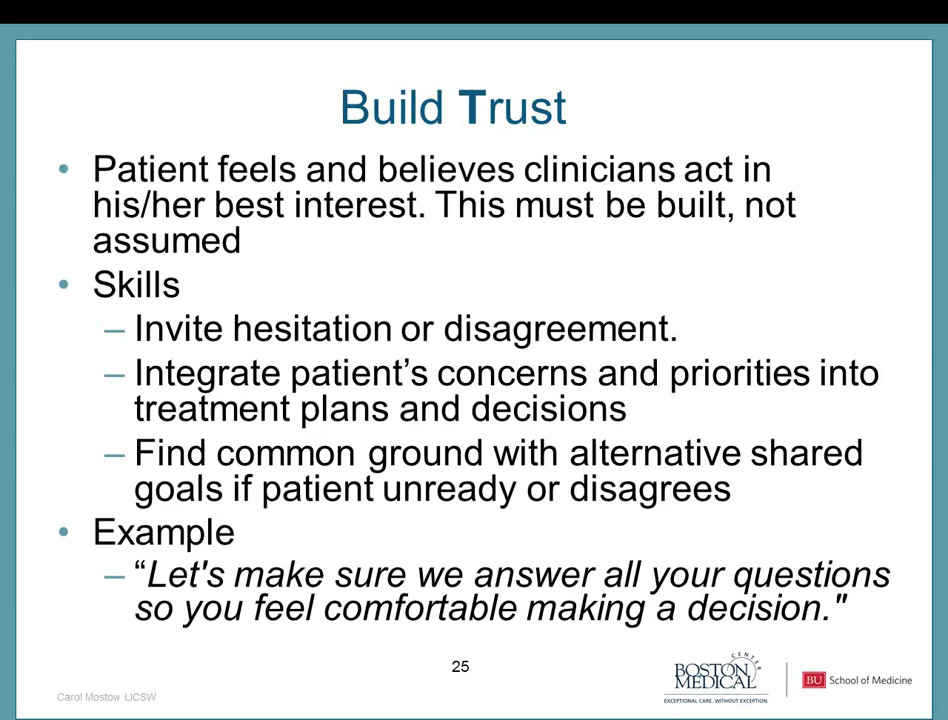 Build Trust
• Patient feels and believes clinicians act in
his/her best interest. This must be built, not
assumed
• Skills
– Invite hesitation or disagreement.
– Integrate patient’s concerns and priorities into
treatment plans and decisions
– Find common ground with alternative shared
goals if patient unready or disagrees
• Example
– “Let's make sure we answer all your questions
so you feel comfortable making a decision."
25
Carol Mostow LICSW
BOSTON
MEDICAL
CENTER
EXCEPTIONAL CARE. WITHOUT EXCEPTION
BU School of Medicine